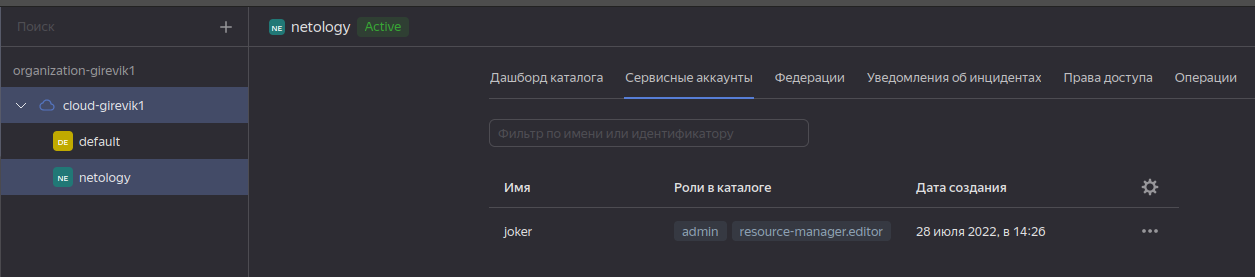 Поиск
NE netology Active
organization-girevik1
cloud-girevik1
DE default
NE netology
Дашборд каталога Сервисные аккаунты Федерации Уведомления об инцидентах Права доступа Операции
Фильтр по имени или идентификатору
Имя Роли в каталоге Дата создания
joker admin resource-manager.editor 28 июля 2022, в 14:26